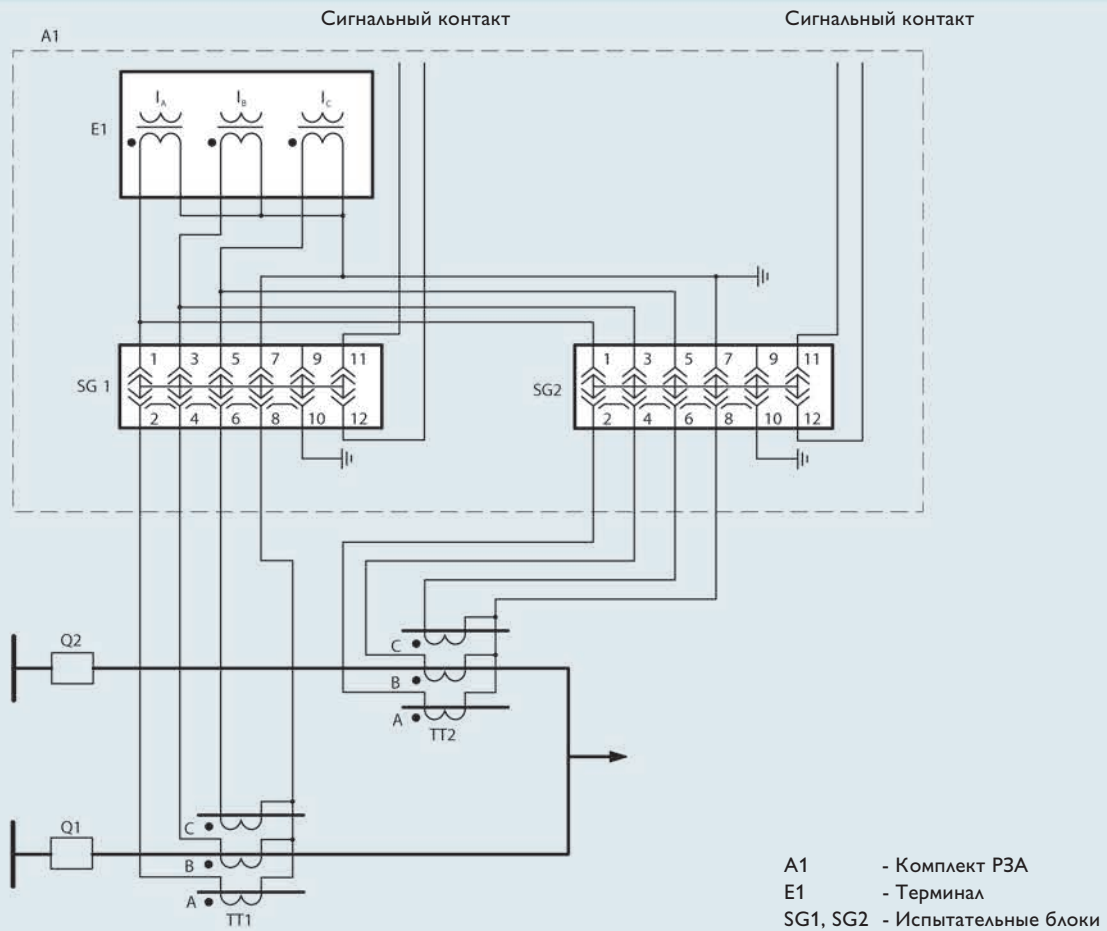 Сигнальный контакт Сигнальный контакт
A1
I_A I_B I_C
E1
1 3 5 7 9 11
SG 1
2 4 6 8 10 12
1 3 5 7 9 11
SG2
2 4 6 8 10 12
Q2
C
B
A
TT2
Q1
C
B
A
TT1
A1 - Комплект РЗА
E1 - Терминал
SG1, SG2 - Испытательные блоки